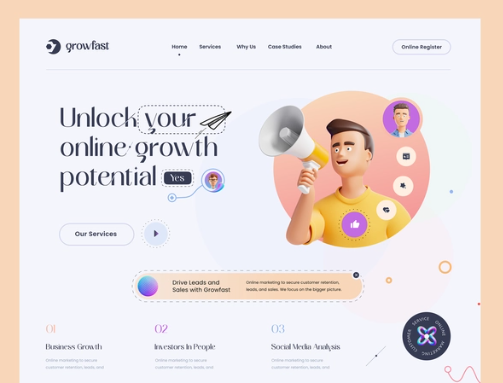 growfast
Home Services Why Us Case Studies About
Online Register
Unlock your
online growth
potential Yes
Our Services
Drive Leads and
Sales with Growfast
Online marketing to secure customer retention,
leads, and sales. We focus on the bigger picture.
01 02 03
Business Growth Investors In People Social Media Analysis
Online marketing to secure Online marketing to secure Online marketing to secure
customer retention, leads, and customer retention, leads, and customer retention, leads, and